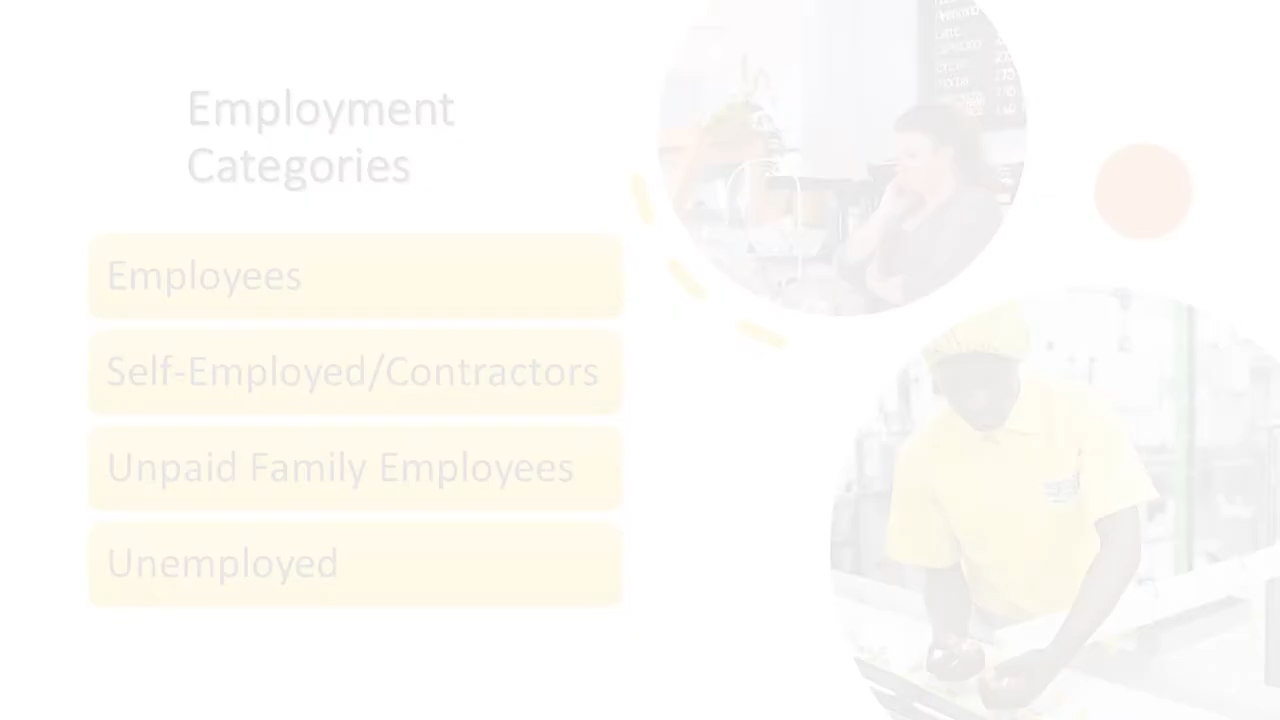 Employment
Categories
Employees
Self-Employed/Contractors
Unpaid Family Employees
Unemployed